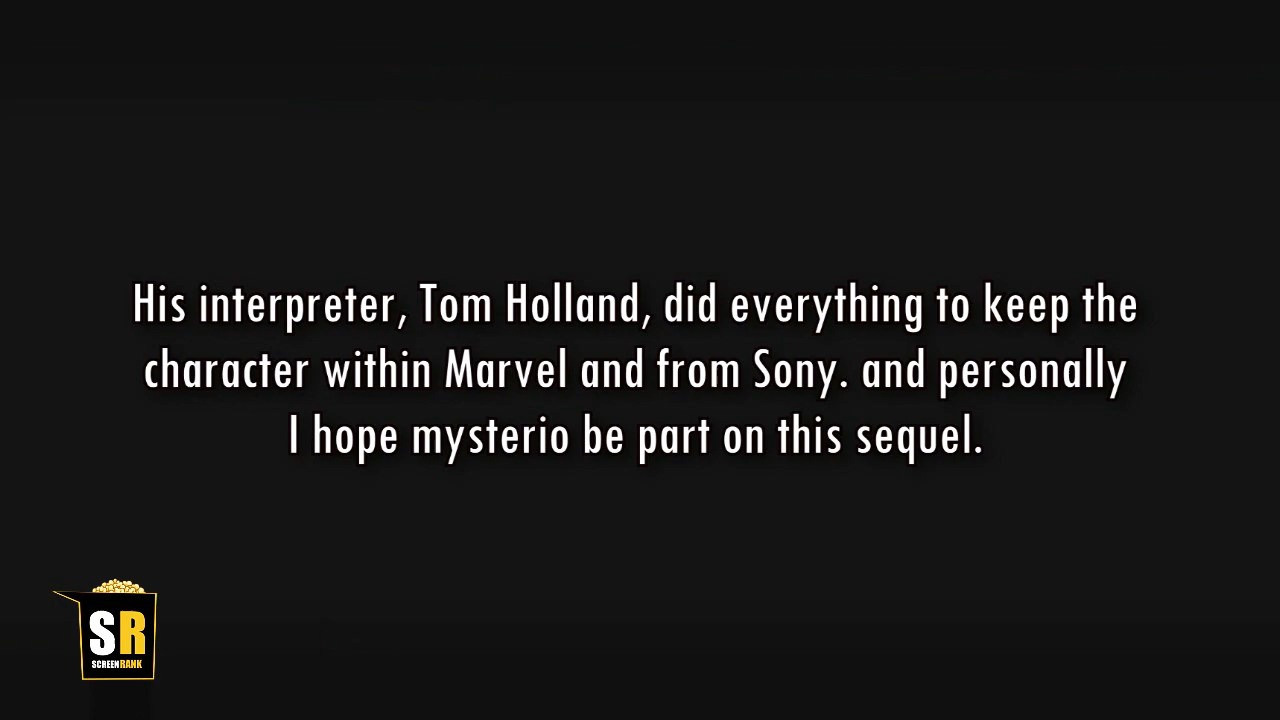 His interpreter, Tom Holland, did everything to keep the
character within Marvel and from Sony. and personally
I hope mysterio be part on this sequel.
SR
SCREENRANK